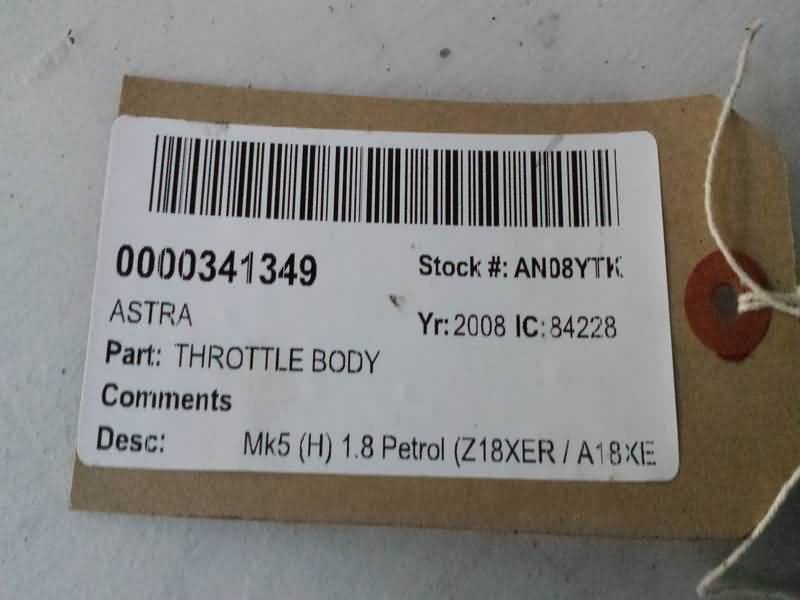 0000341349
Stock #: AN08YTK
ASTRA
Yr: 2008 IC: 84228
Part: THROTTLE BODY
Comments
Desc: Mk5 (H) 1.8 Petrol (Z18XER / A18XE